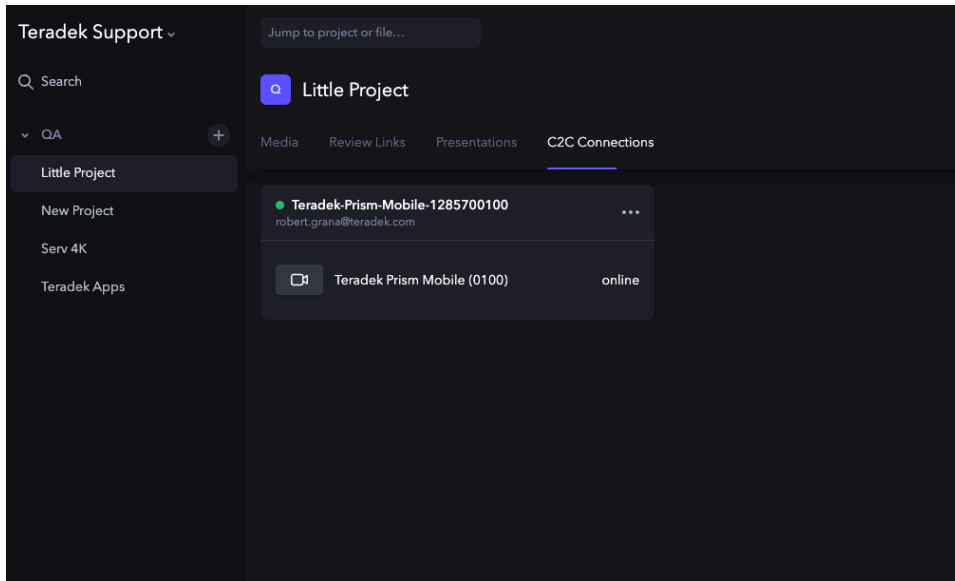 Teradek Support
Jump to project or file...
Search
Q
Little Project
QA
+
Media Review Links Presentations C2C Connections
Little Project
New Project
Serv 4K
Teradek Apps
Teradek-Prism-Mobile-1285700100
robert.grana@teradek.com
Teradek Prism Mobile (0100) online